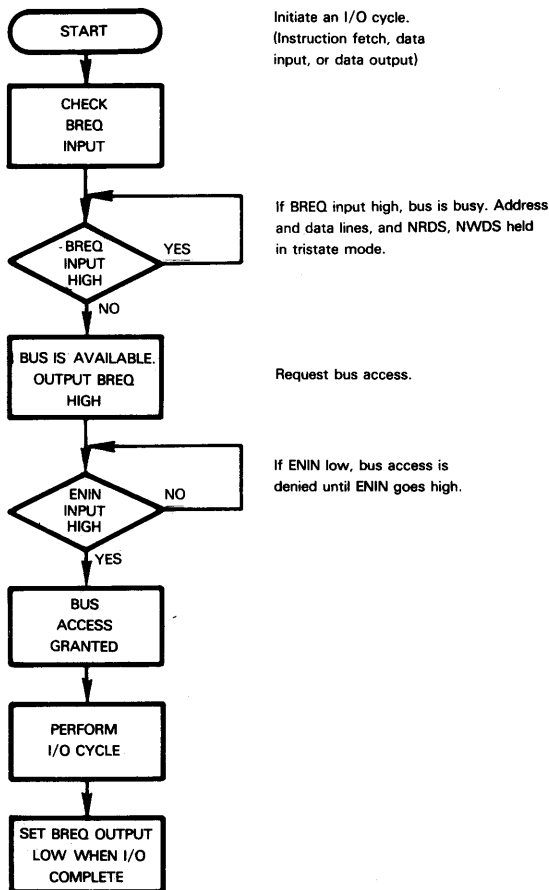 START
Initiate an I/O cycle.
(Instruction fetch, data
input, or data output)
CHECK
BREQ
INPUT
If BREQ input high, bus is busy. Address
and data lines, and NRDS, NWDS held
in tristate mode.
BREQ
INPUT
HIGH
YES
NO
BUS IS AVAILABLE.
OUTPUT BREQ
HIGH
Request bus access.
If ENIN low, bus access is
denied until ENIN goes high.
ENIN
INPUT
HIGH
NO
YES
BUS
ACCESS
GRANTED
PERFORM
I/O CYCLE
SET BREQ OUTPUT
LOW WHEN I/O
COMPLETE